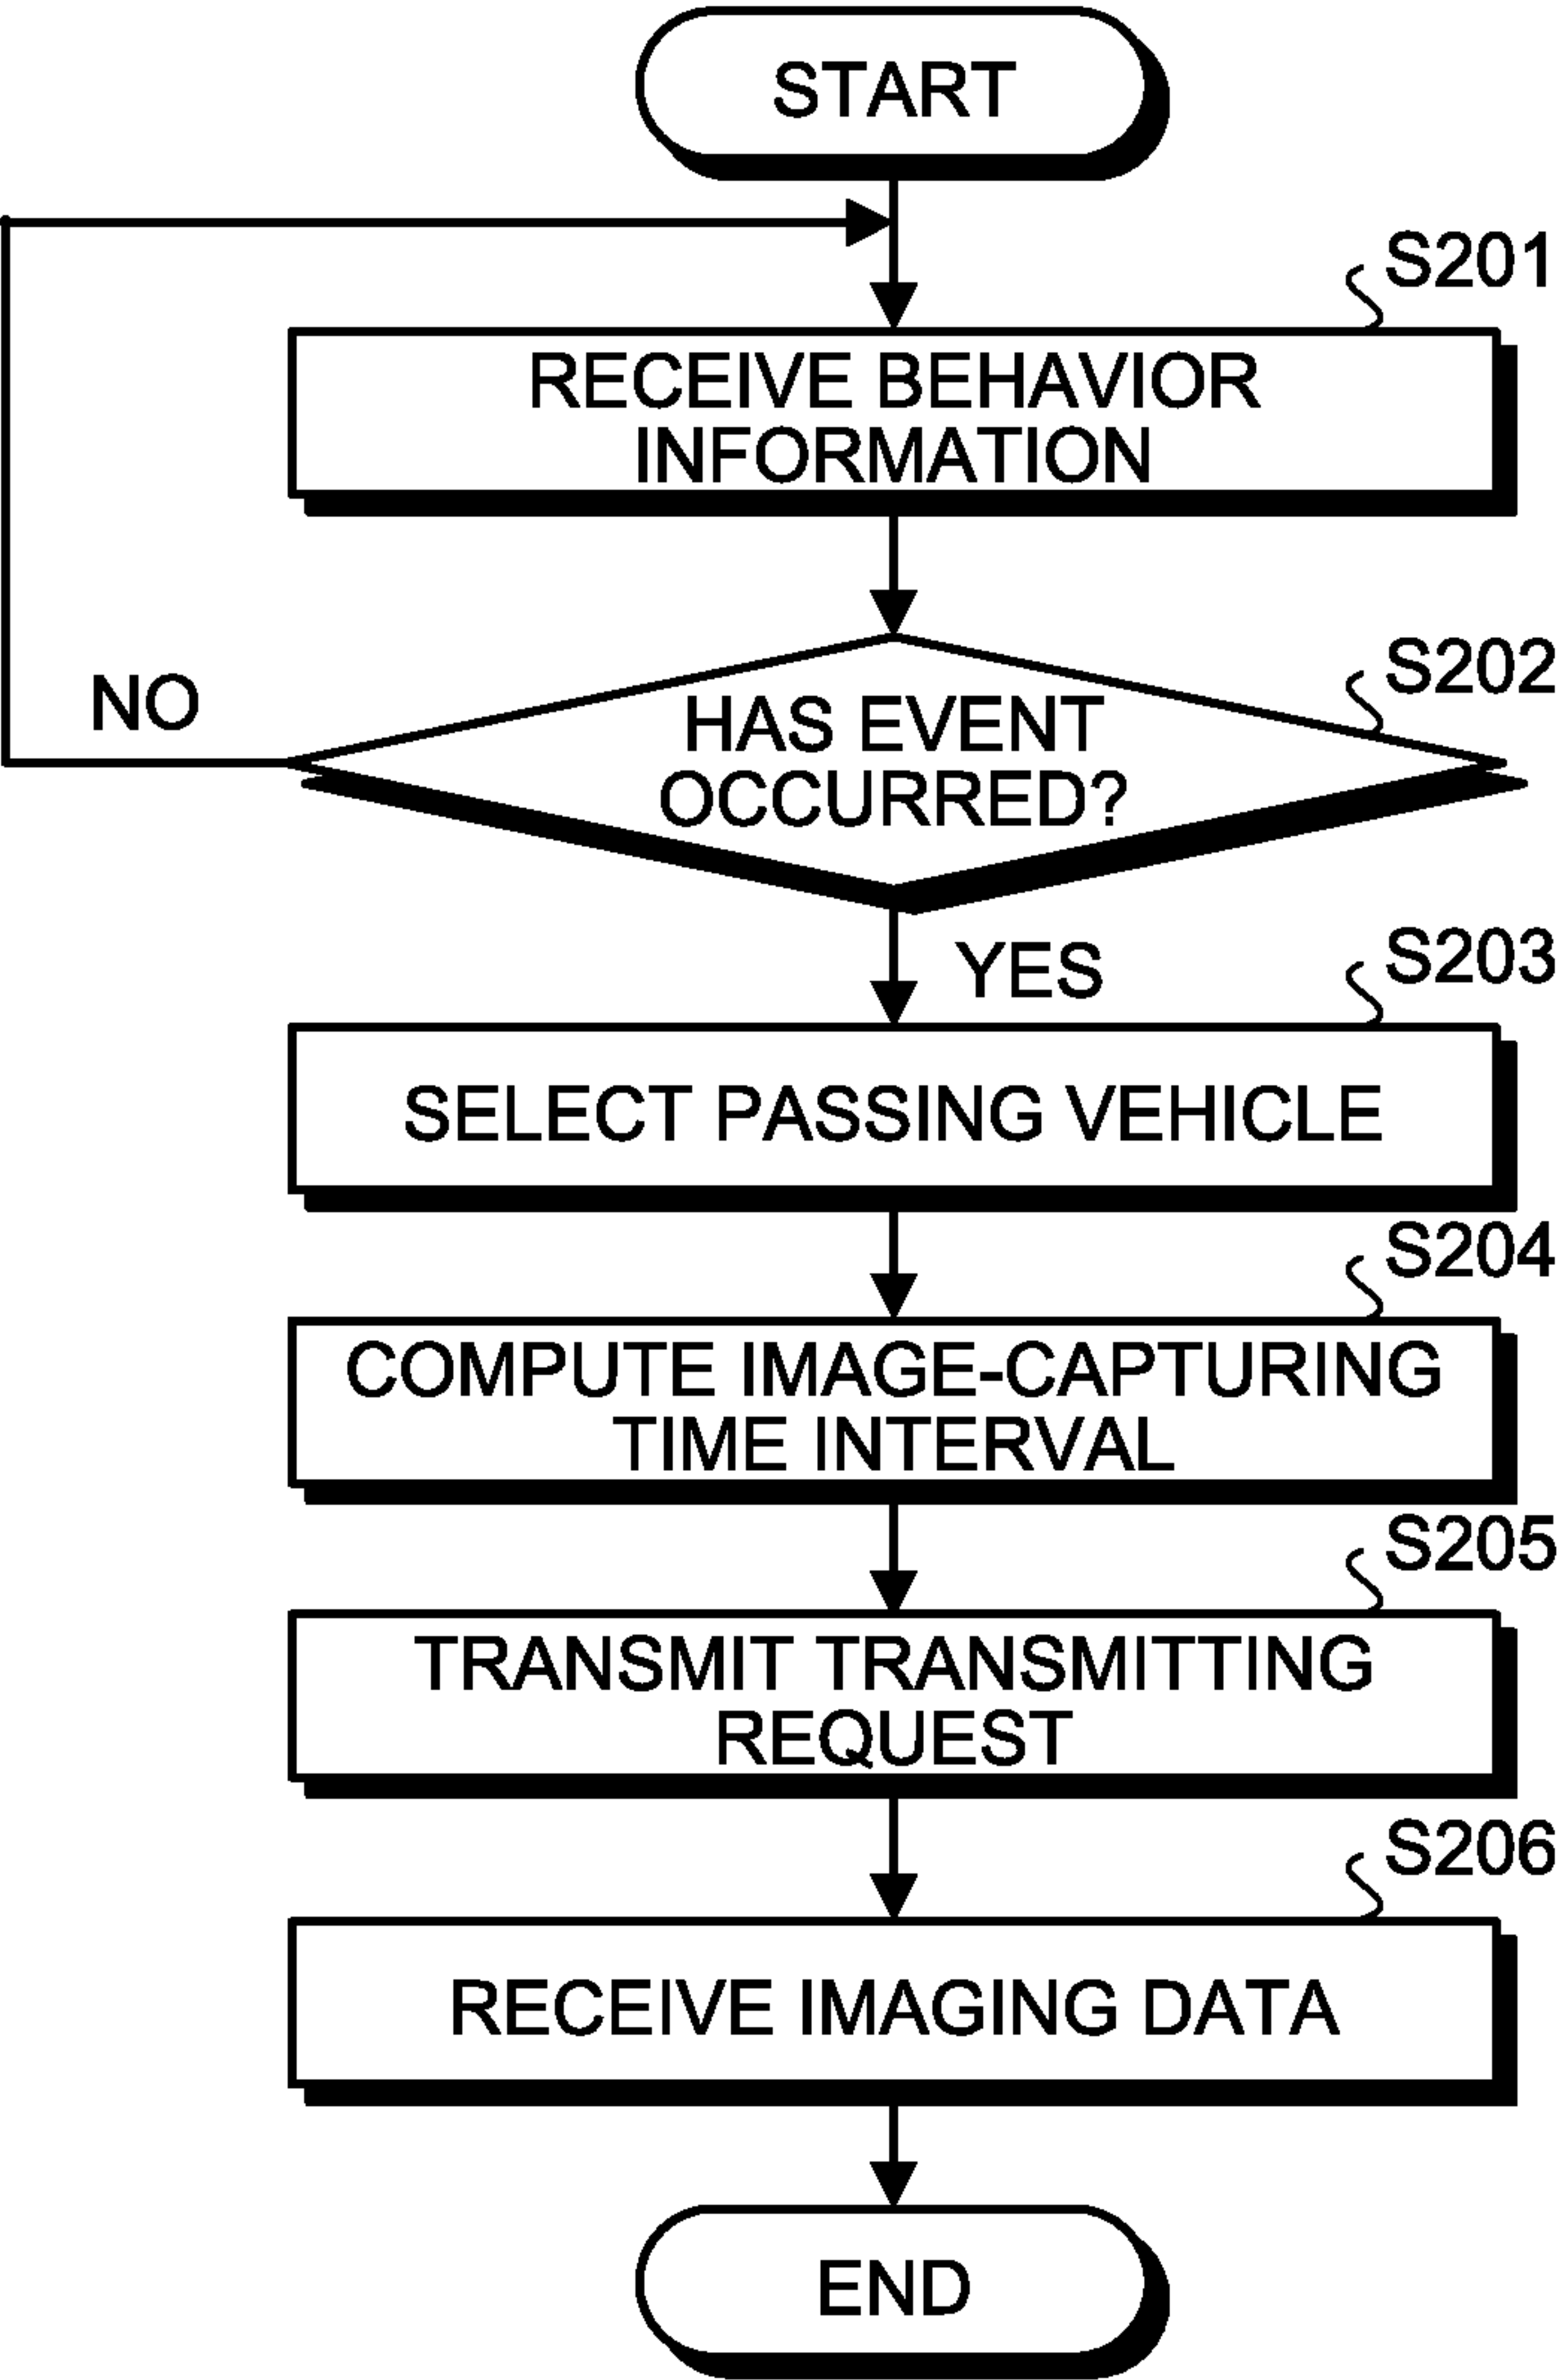 START
S201
RECEIVE BEHAVIOR
INFORMATION
S202
NO
HAS EVENT
OCCURRED?
YES
S203
SELECT PASSING VEHICLE
S204
COMPUTE IMAGE-CAPTURING
TIME INTERVAL
S205
TRANSMIT TRANSMITTING
REQUEST
S206
RECEIVE IMAGING DATA
END